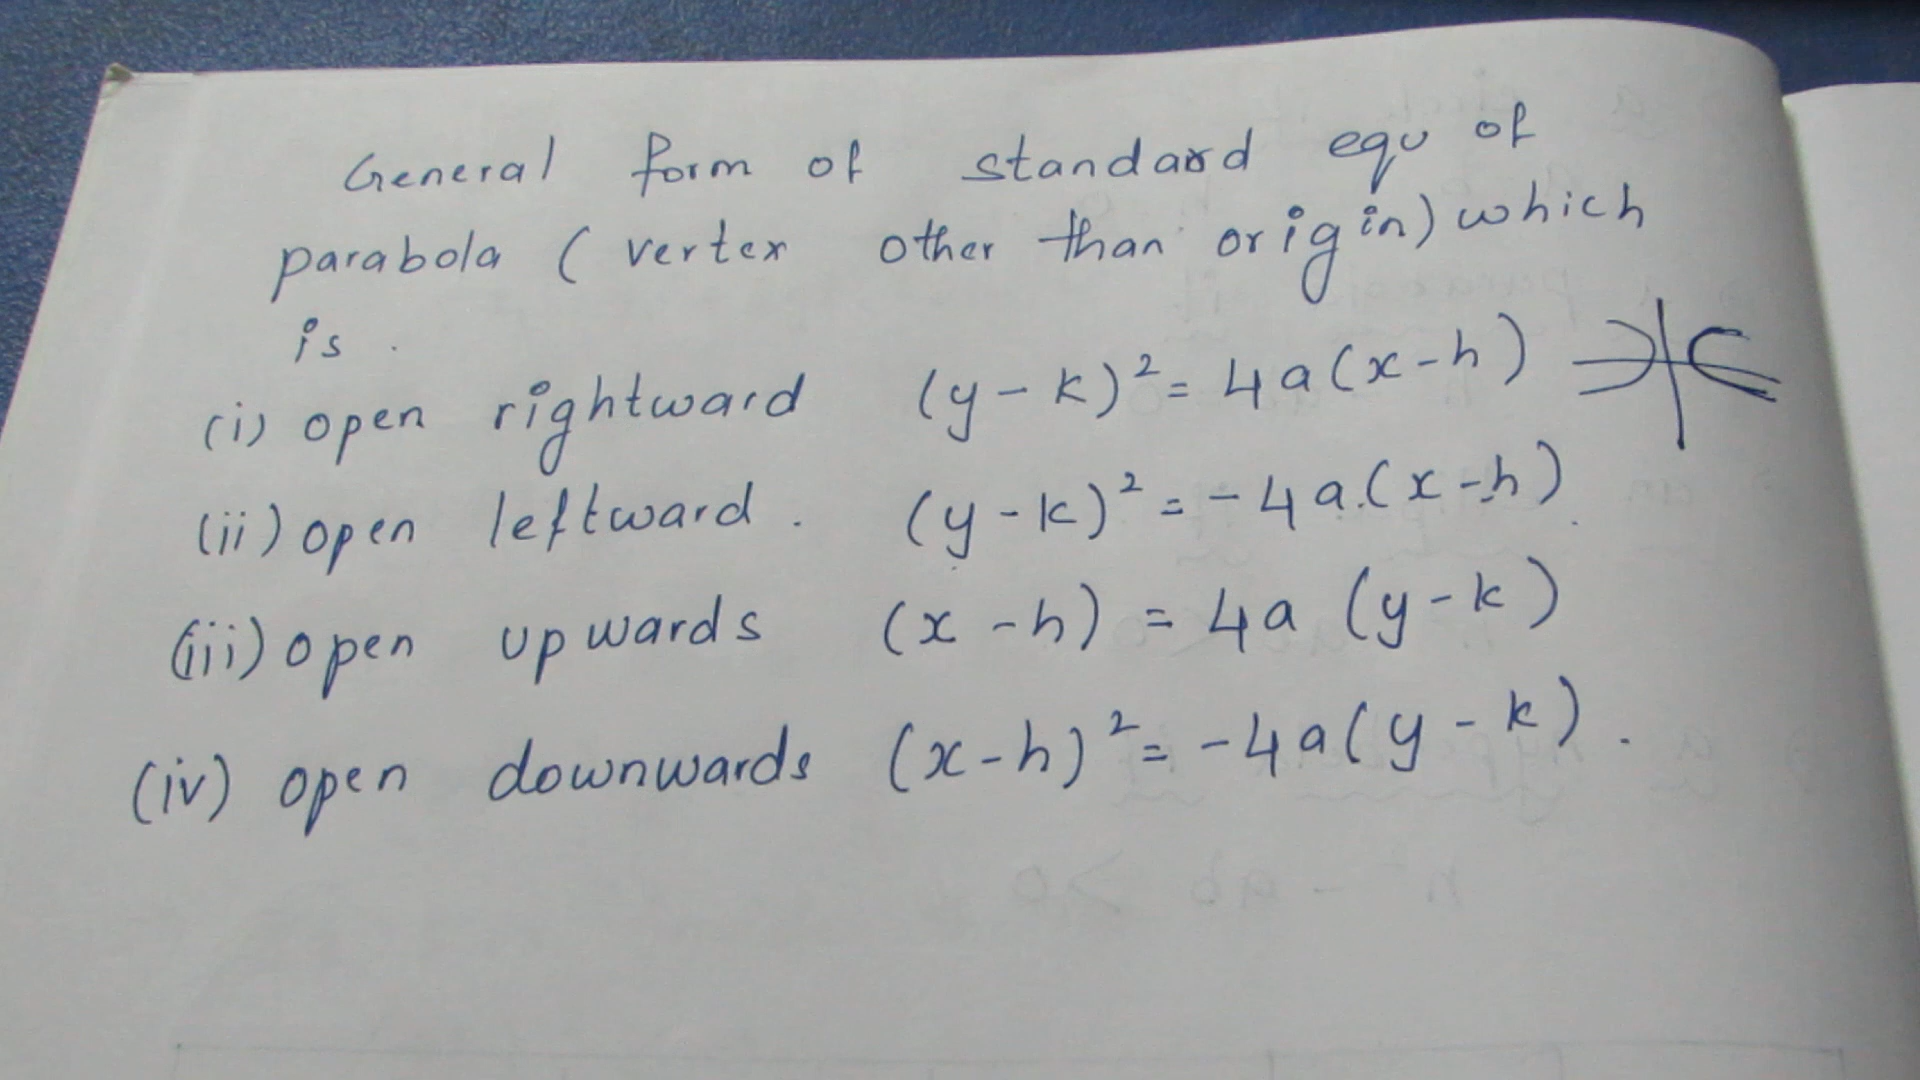 General form of standard equ of
parabola ( vertex other than origin) which
is .
(i) open rightward (y - k)² = 4a(x-h)
(ii) open leftward . (y - k)² = - 4a.(x-h)
(iii) open upwards (x - h) = 4a (y-k)
(iv) open downwards (x-h)² = -4a(y - k) .